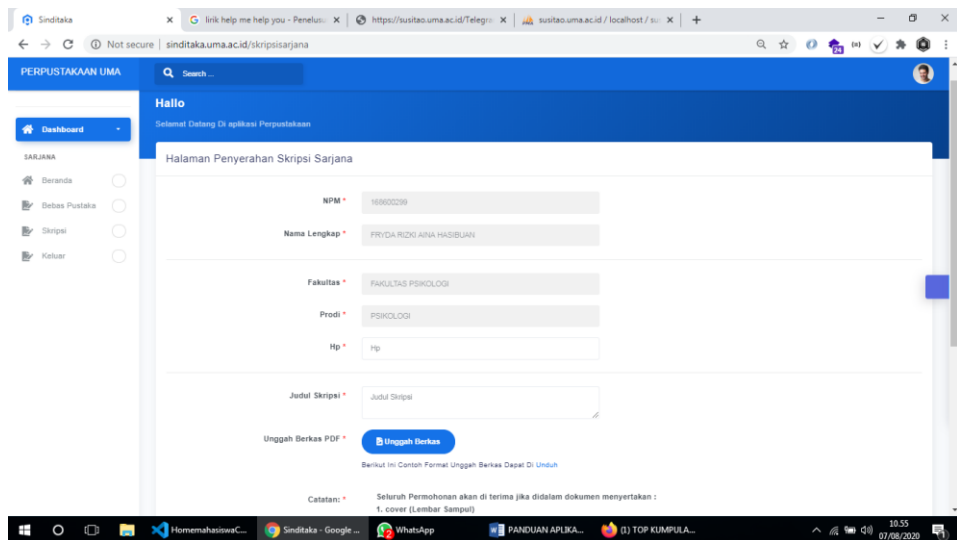 Sinditaka
lirik help me help you - Penelusu
https://susitao.uma.ac.id/Telegra
susitao.uma.ac.id / localhost / su
Not secure | sinditaka.uma.ac.id/skripsisarjana
24
PERPUSTAKAAN UMA
Search ...
Hallo
Selamat Datang Di aplikasi Perpustakaan
Dashboard
SARJANA
Beranda
Bebas Pustaka
Skripsi
Keluar
Halaman Penyerahan Skripsi Sarjana
NPM *
168600299
Nama Lengkap *
FRYDA RIZKI AINA HASIBUAN
Fakultas *
FAKULTAS PSIKOLOGI
Prodi *
PSIKOLOGI
Hp *
Hp
Judul Skripsi *
Judul Skripsi
Unggah Berkas PDF *
Unggah Berkas
Berikut Ini Contoh Format Unggah Berkas Dapat Di Unduh
Catatan: *
Seluruh Permohonan akan di terima jika didalam dokumen menyertakan :
1. cover (Lembar Sampul)
HomemahasiswaC...
Sinditaka - Google ...
WhatsApp
PANDUAN APLIKA...
(1) TOP KUMPULA...
10.55
07/08/2020